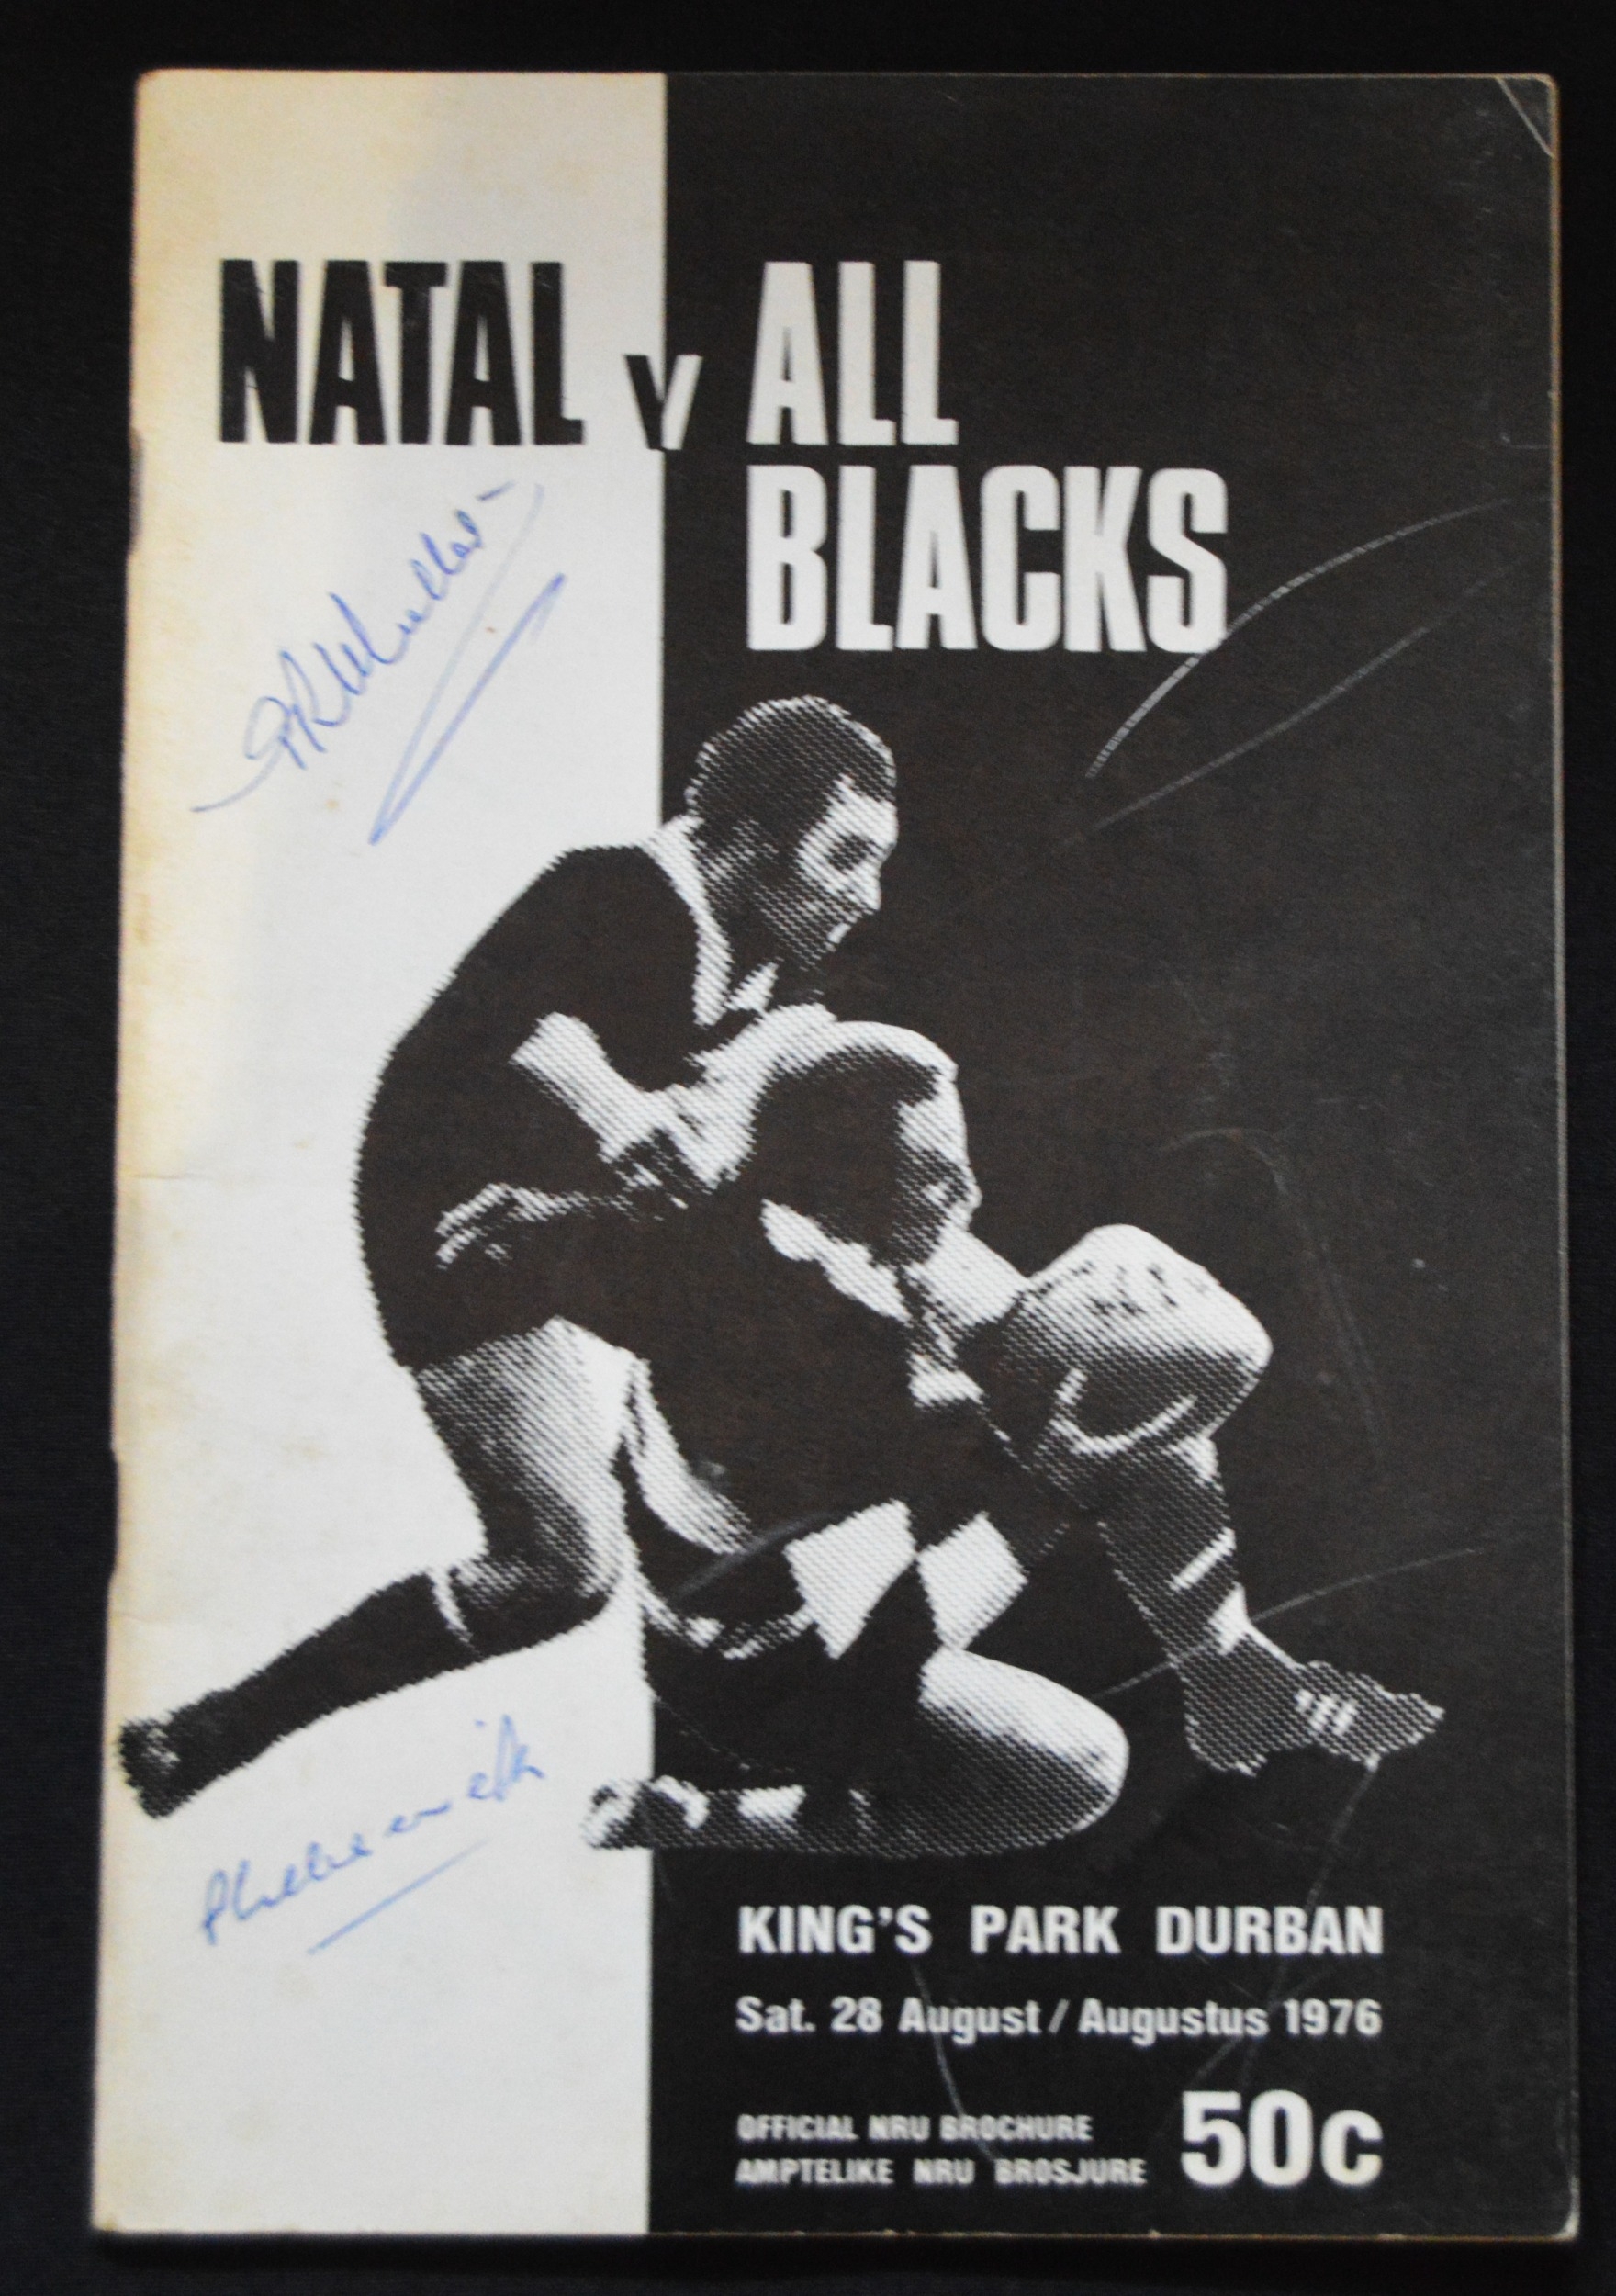 NATAL v ALL
BLACKS
KING'S PARK DURBAN
Sat. 28 August / Augustus 1976
OFFICIAL NRU BROCHURE
AMPTELIKE NRU BROSJURE
50c